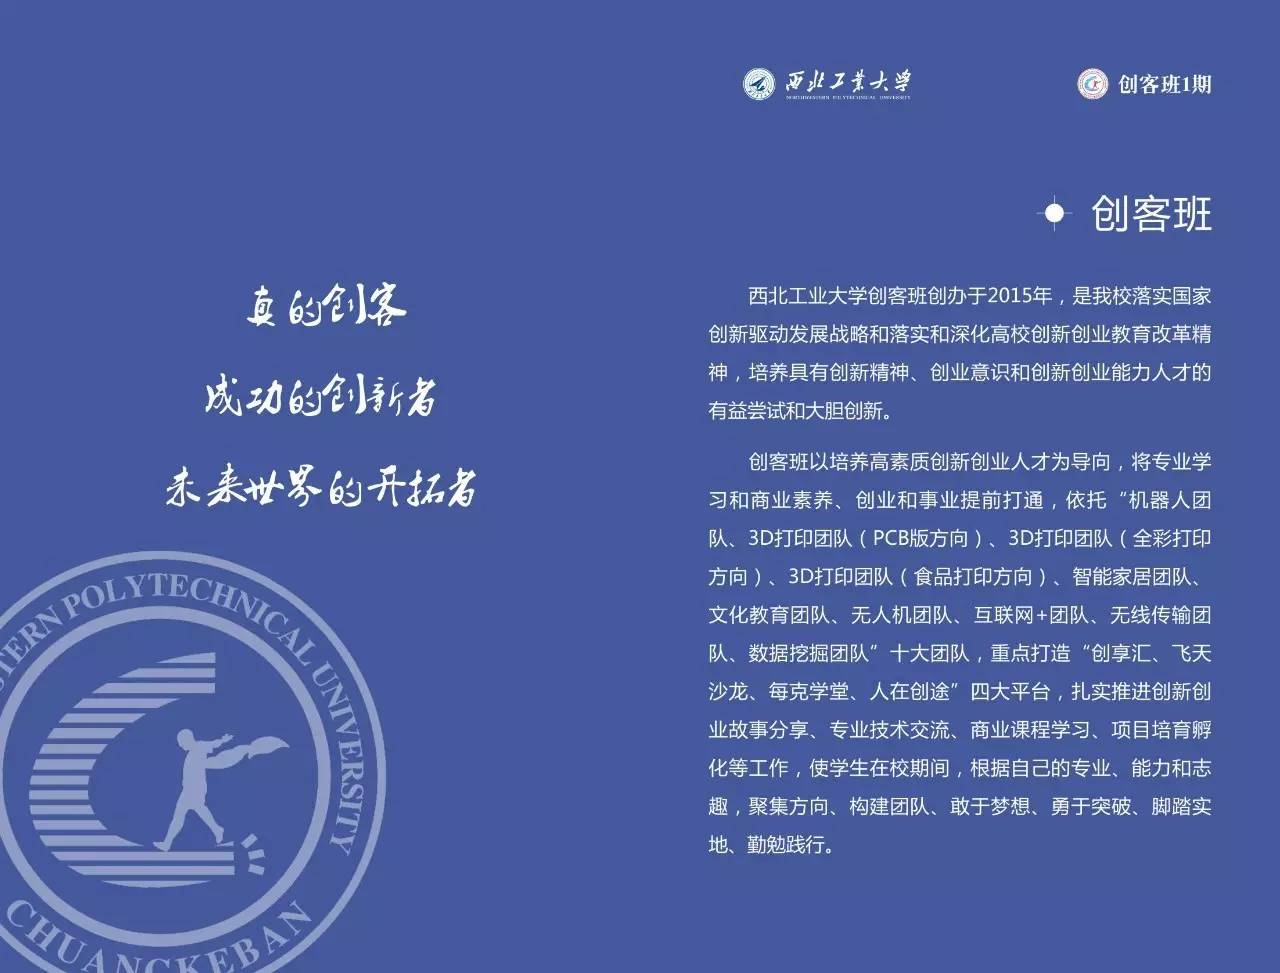 真的创客
成功的创新者
未来世界的开拓者
STERN POLYTECHNICAL UNIVERSITY
CHUANGKEBAN
西北工业大学
NORTHWESTERN POLYTECHNICAL UNIVERSITY
创客班1期
创客班
西北工业大学创客班创办于2015年，是我校落实国家
创新驱动发展战略和落实和深化高校创新创业教育改革精
神，培养具有创新精神、创业意识和创新创业能力人才的
有益尝试和大胆创新。
创客班以培养高素质创新创业人才为导向，将专业学
习和商业素养、创业和事业提前打通，依托“机器人团
队、3D打印团队（PCB版方向）、3D打印团队（全彩打印
方向）、3D打印团队（食品打印方向）、智能家居团队、
文化教育团队、无人机团队、互联网+团队、无线传输团
队、数据挖掘团队”十大团队，重点打造“创享汇、飞天
沙龙、每克学堂、人在创途”四大平台，扎实推进创新创
业故事分享、专业技术交流、商业课程学习、项目培育孵
化等工作，使学生在校期间，根据自己的专业、能力和志
趣，聚集方向、构建团队、敢于梦想、勇于突破、脚踏实
地、勤勉践行。